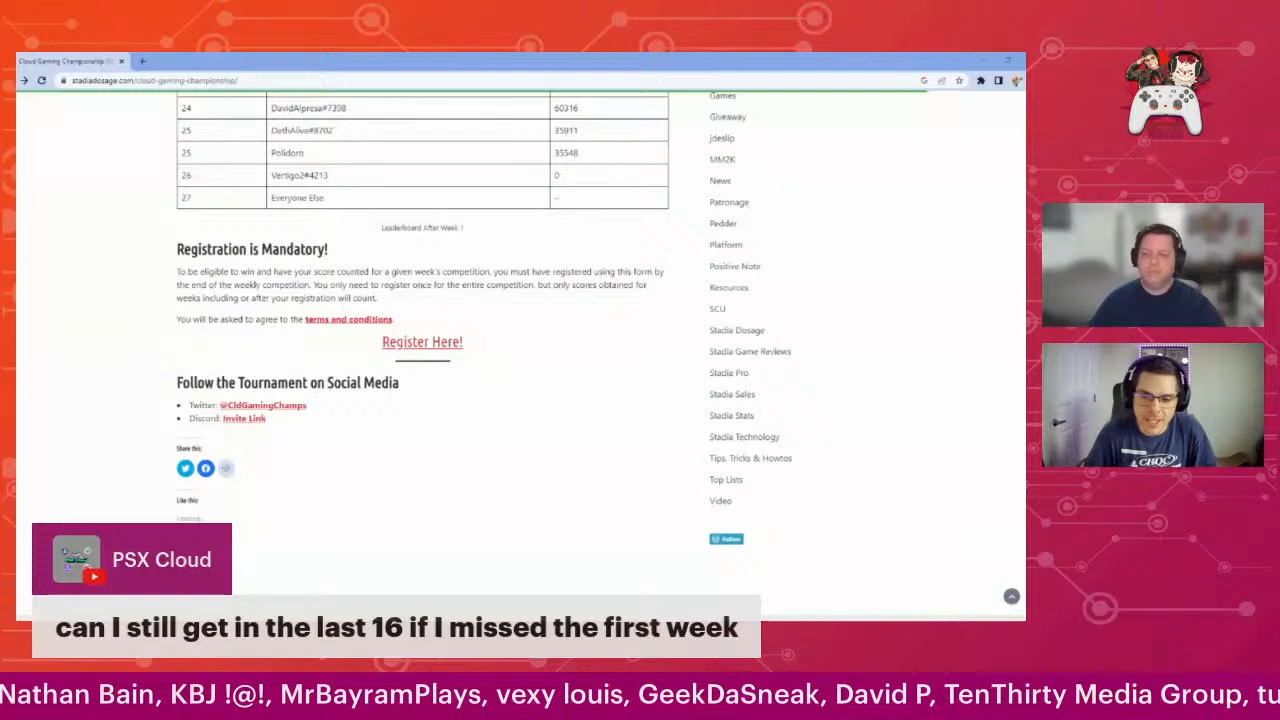 Cloud Gaming Championship
stadiadosage.com/cloud-gaming-championship/
24 DavidAlpresa#7398 60316
25 DethAlive#8702 35911
25 Polidoro 35548
26 Vertigo2#4213 0
27 Everyone Else -
Leaderboard After Week 1
Registration is Mandatory!
To be eligible to win and have your score counted for a given week's competition, you must have registered using this form by
the end of the weekly competition. You only need to register once for the entire competition, but only scores obtained for
weeks including or after your registration will count.
You will be asked to agree to the terms and conditions.
Register Here!
Follow the Tournament on Social Media
• Twitter: @CldGamingChamps
• Discord: Invite Link
Share this:
Like this:
Loading...
Games
Giveaway
jdeslip
MM2K
News
Patronage
Pedder
Platform
Positive Note
Resources
SCU
Stadia Dosage
Stadia Game Reviews
Stadia Pro
Stadia Sales
Stadia Stats
Stadia Technology
Tips, Tricks & Howtos
Top Lists
Video
Follow
CHQC
PSX Cloud
can I still get in the last 16 if I missed the first week
Nathan Bain, KBJ !@!, MrBayramPlays, vexy louis, GeekDaSneak, David P, TenThirty Media Group, tu